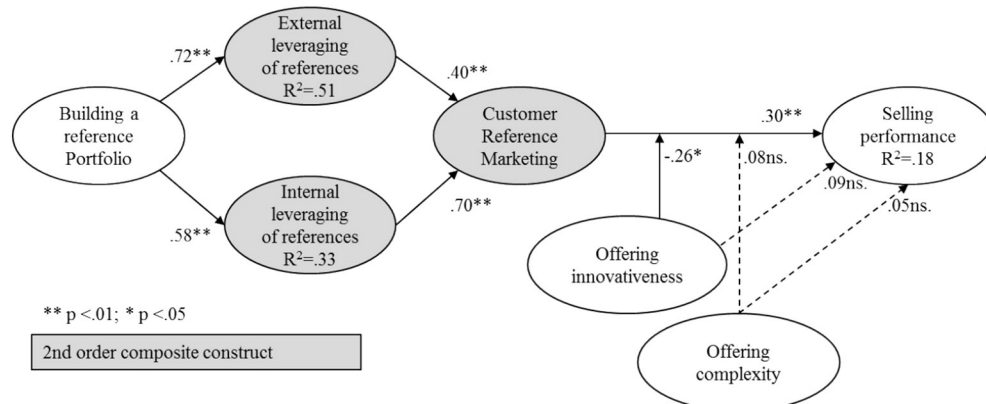 External
leveraging
of references
R²=.51
.72**
.40**
Building a
reference
Portfolio
Customer
Reference
Marketing
.30**
Selling
performance
R²=.18
-.26*
.08ns.
.09ns.
.05ns.
Internal
leveraging
of references
R²=.33
.58**
.70**
Offering
innovativeness
** p <.01; * p <.05
2nd order composite construct
Offering
complexity